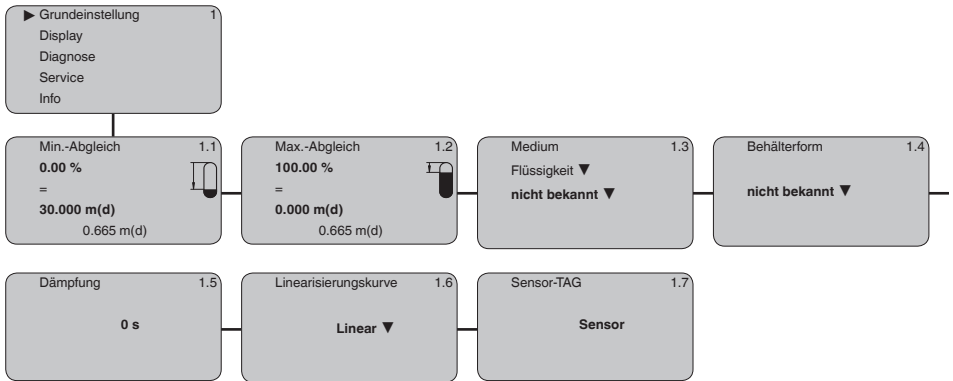 ▶ Grundeinstellung 1
Display
Diagnose
Service
Info
Min.-Abgleich 1.1
0.00 %
=
30.000 m(d)
0.665 m(d)
Max.-Abgleich 1.2
100.00 %
=
0.000 m(d)
0.665 m(d)
Medium 1.3
Flüssigkeit ▼
nicht bekannt ▼
Behälterform 1.4
nicht bekannt ▼
Dämpfung 1.5
0 s
Linearisierungskurve 1.6
Linear ▼
Sensor-TAG 1.7
Sensor